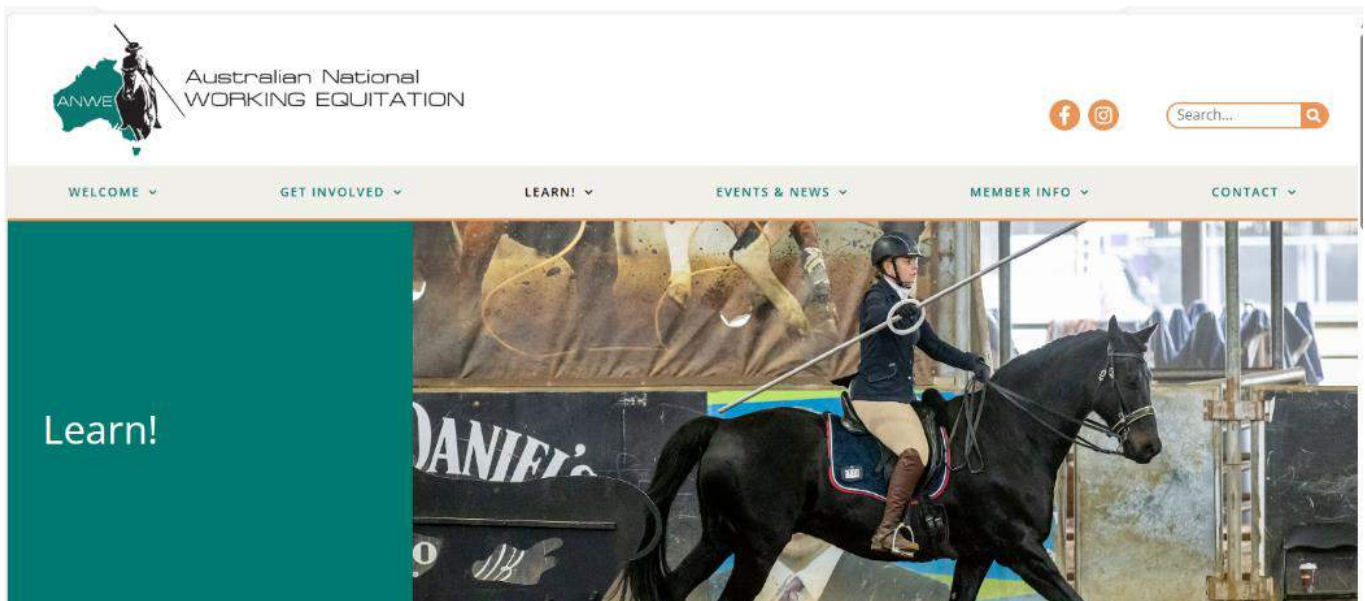 ANWE
Australian National
WORKING EQUITATION
Search...
WELCOME
GET INVOLVED
LEARN!
EVENTS & NEWS
MEMBER INFO
CONTACT
Learn!
DANIEL'S